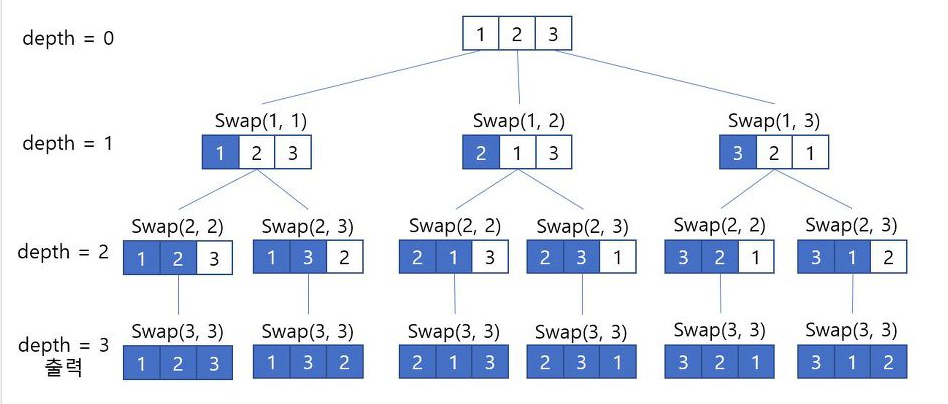 depth = 0
1 2 3
Swap(1, 1) Swap(1, 2) Swap(1, 3)
depth = 1
1 2 3 2 1 3 3 2 1
Swap(2, 2) Swap(2, 3) Swap(2, 2) Swap(2, 3) Swap(2, 2) Swap(2, 3)
depth = 2
1 2 3 1 3 2 2 1 3 2 3 1 3 2 1 3 1 2
Swap(3, 3) Swap(3, 3) Swap(3, 3) Swap(3, 3) Swap(3, 3) Swap(3, 3)
depth = 3
출력
1 2 3 1 3 2 2 1 3 2 3 1 3 2 1 3 1 2